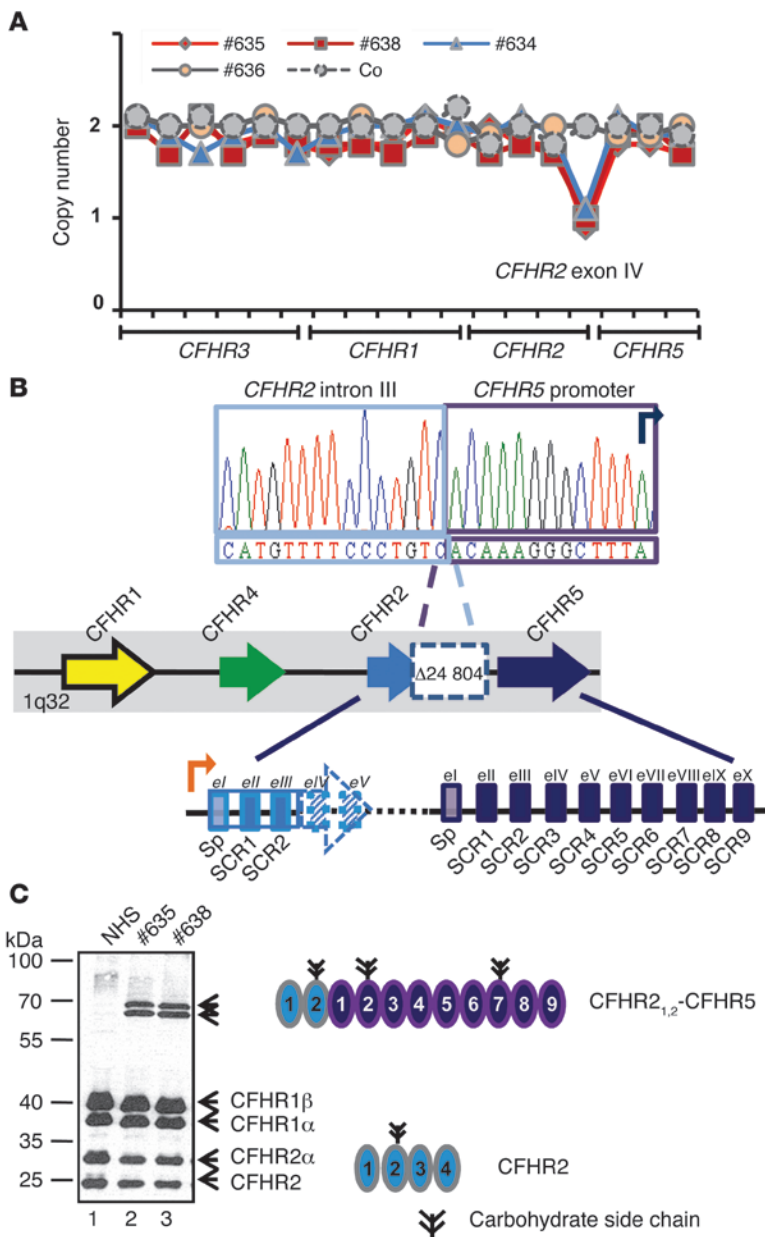 A
#635 #638 #634
#636 Co
Copy number
2
1
0
CFHR2 exon IV
CFHR3 CFHR1 CFHR2 CFHR5
B
CFHR2 intron III CFHR5 promoter
CATGTTTTCCCTGTCACAAAGGGCTTTA
CFHR1 CFHR4 CFHR2 CFHR5
1q32
Δ24 804
eI eII eIII eIV eV eI eII eIII eIV eV eVI eVII eVIII eIX eX
Sp SCR1 SCR2 Sp SCR1 SCR2 SCR3 SCR4 SCR5 SCR6 SCR7 SCR8 SCR9
C
kDa NHS #635 #638
100
70
55
40
35
25
CFHR1β
CFHR1α
CFHR2α
CFHR2
1 2 3
1 2 1 2 3 4 5 6 7 8 9 CFHR21,2-CFHR5
1 2 3 4 CFHR2
Carbohydrate side chain